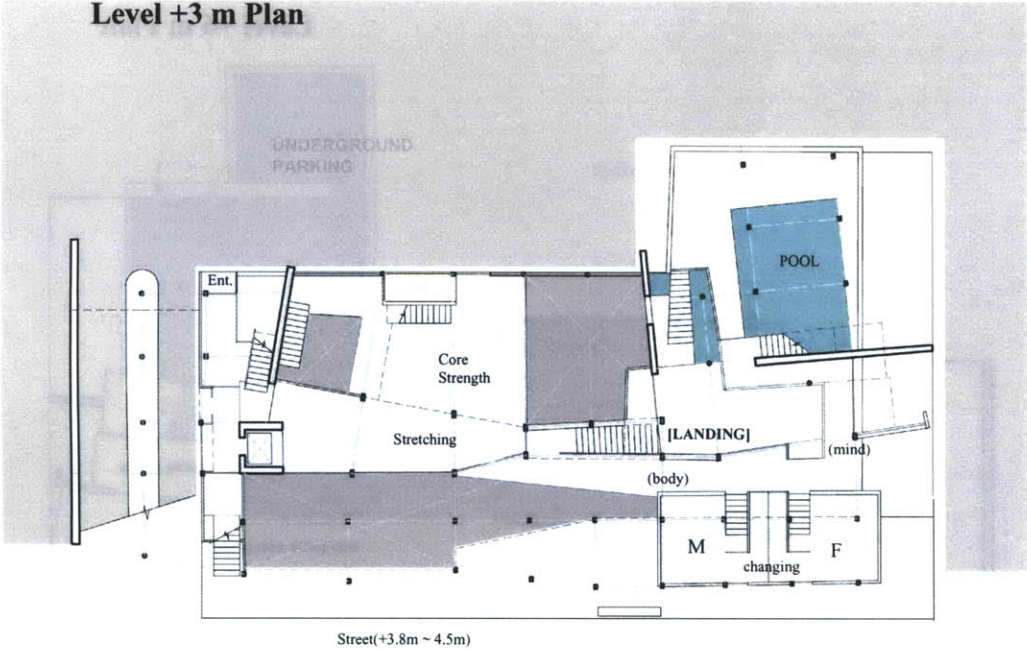 Level +3 m Plan
UNDERGROUND
PARKING
POOL
Ent.
Core
Strength
Stretching
[LANDING]
(mind)
(body)
M
F
changing
Street(+3.8m ~ 4.5m)